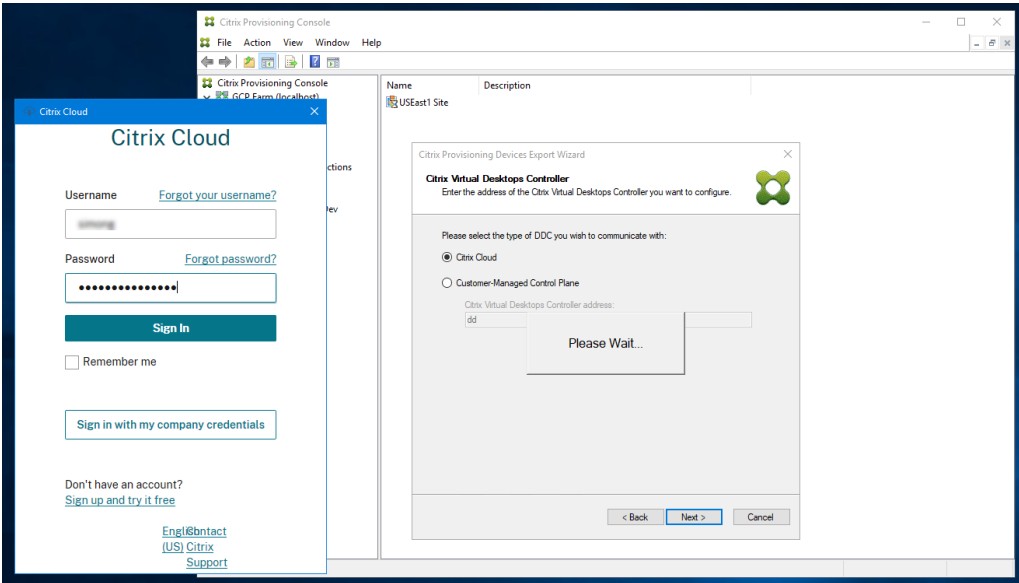 Citrix Provisioning Console
File Action View Window Help
Citrix Provisioning Console
GCP Farm (localhost)
ctions
Dev
Name Description
USEast1 Site
Citrix Cloud
Citrix Cloud
Username Forgot your username?
Password Forgot password?
Sign In
Remember me
Sign in with my company credentials
Don't have an account?
Sign up and try it free
English (US)
Contact Citrix Support
Citrix Provisioning Devices Export Wizard
Citrix Virtual Desktops Controller
Enter the address of the Citrix Virtual Desktops Controller you want to configure.
Please select the type of DDC you wish to communicate with:
Citrix Cloud
Customer-Managed Control Plane
Citrix Virtual Desktops Controller address:
dd
Please Wait...
< Back Next > Cancel